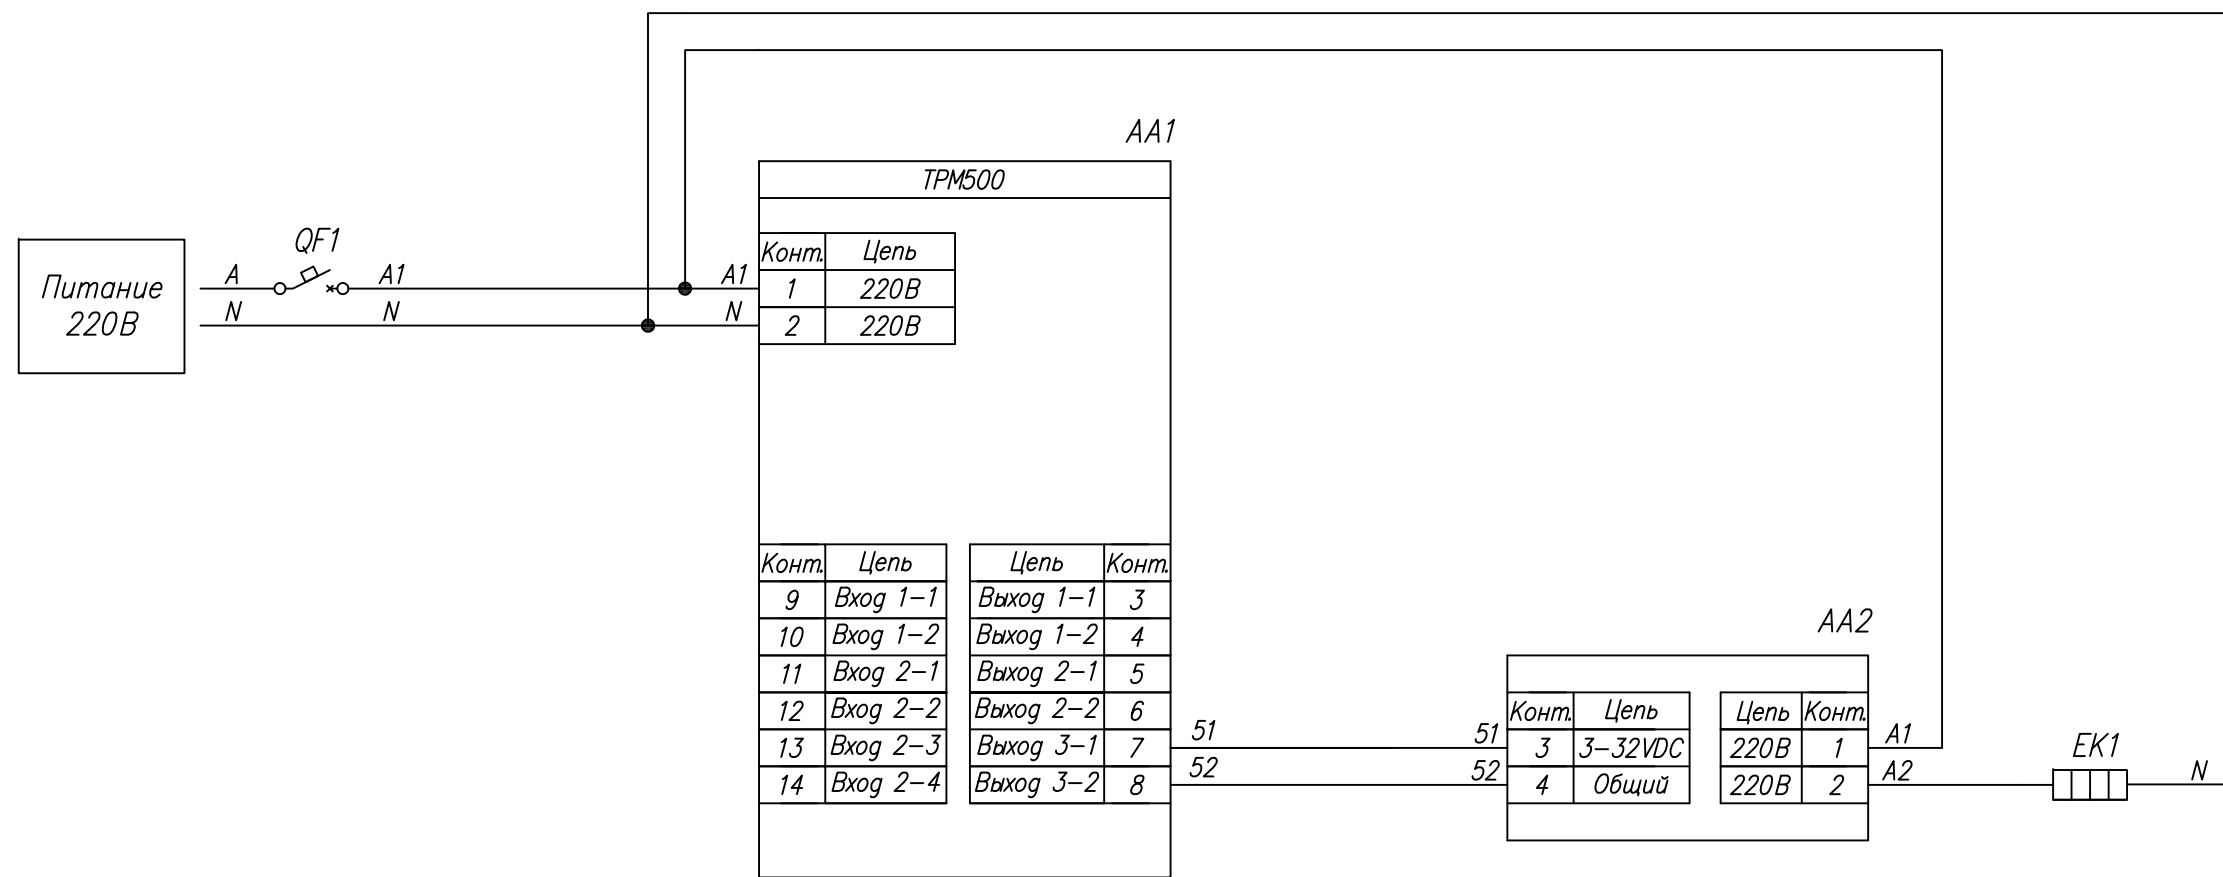 AA1
ТРМ500
QF1
Питание
220В
A
A1
A1
N
N
N
Конт. Цепь
1 220В
2 220В
Конт. Цепь Цепь Конт.
9 Вход 1-1 Выход 1-1 3
10 Вход 1-2 Выход 1-2 4
11 Вход 2-1 Выход 2-1 5
12 Вход 2-2 Выход 2-2 6
13 Вход 2-3 Выход 3-1 7
14 Вход 2-4 Выход 3-2 8
51 51
52 52
AA2
Конт. Цепь Цепь Конт.
3 3-32VDC 220В 1
4 Общий 220В 2
A1
A2
EK1
N